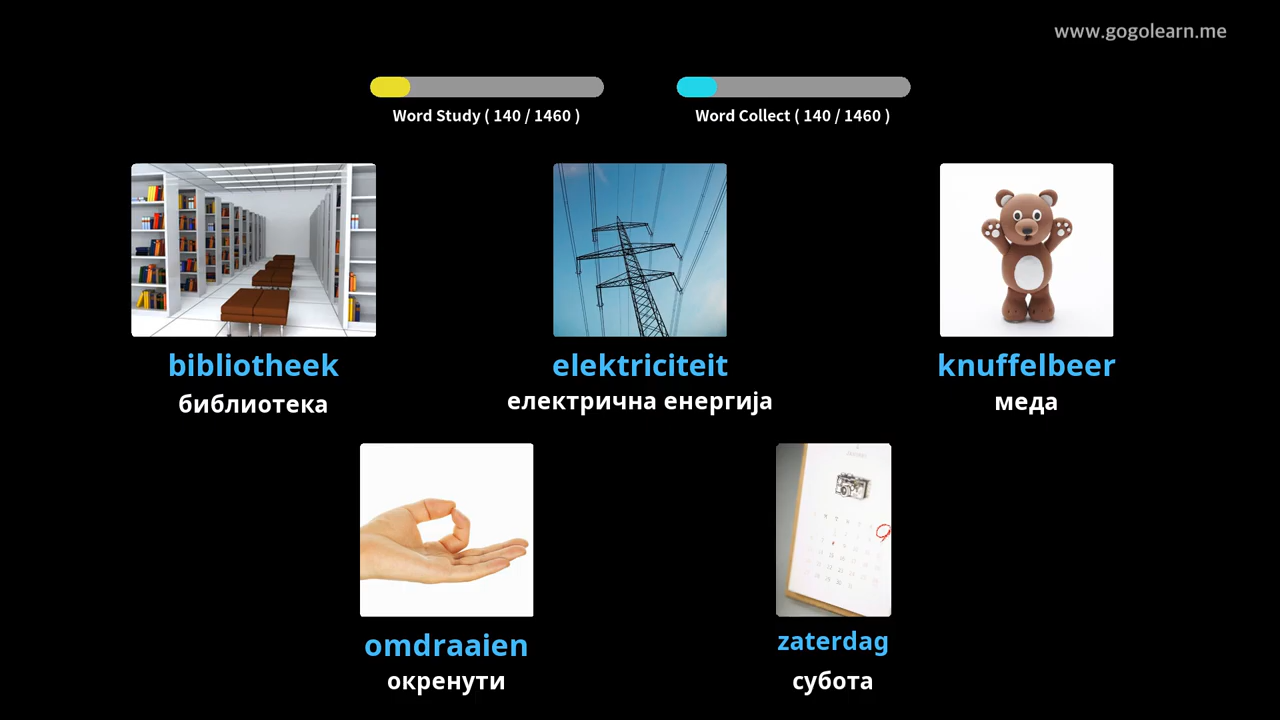 www.gogolearn.me
Word Study ( 140 / 1460 )
Word Collect ( 140 / 1460 )
bibliotheek
библиотека
elektriciteit
електрична енергија
knuffelbeer
меда
omdraaien
окренути
zaterdag
субота